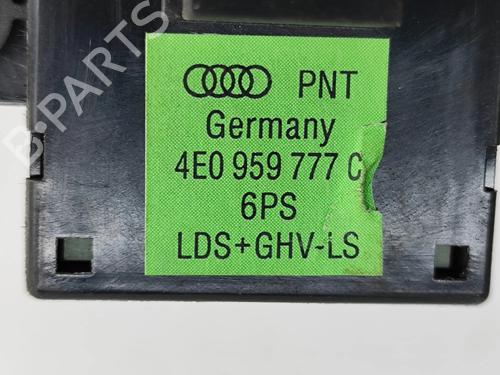 B-PARTS
PNT
Germany
4E0 959 777 C
6PS
LDS+GHV-LS